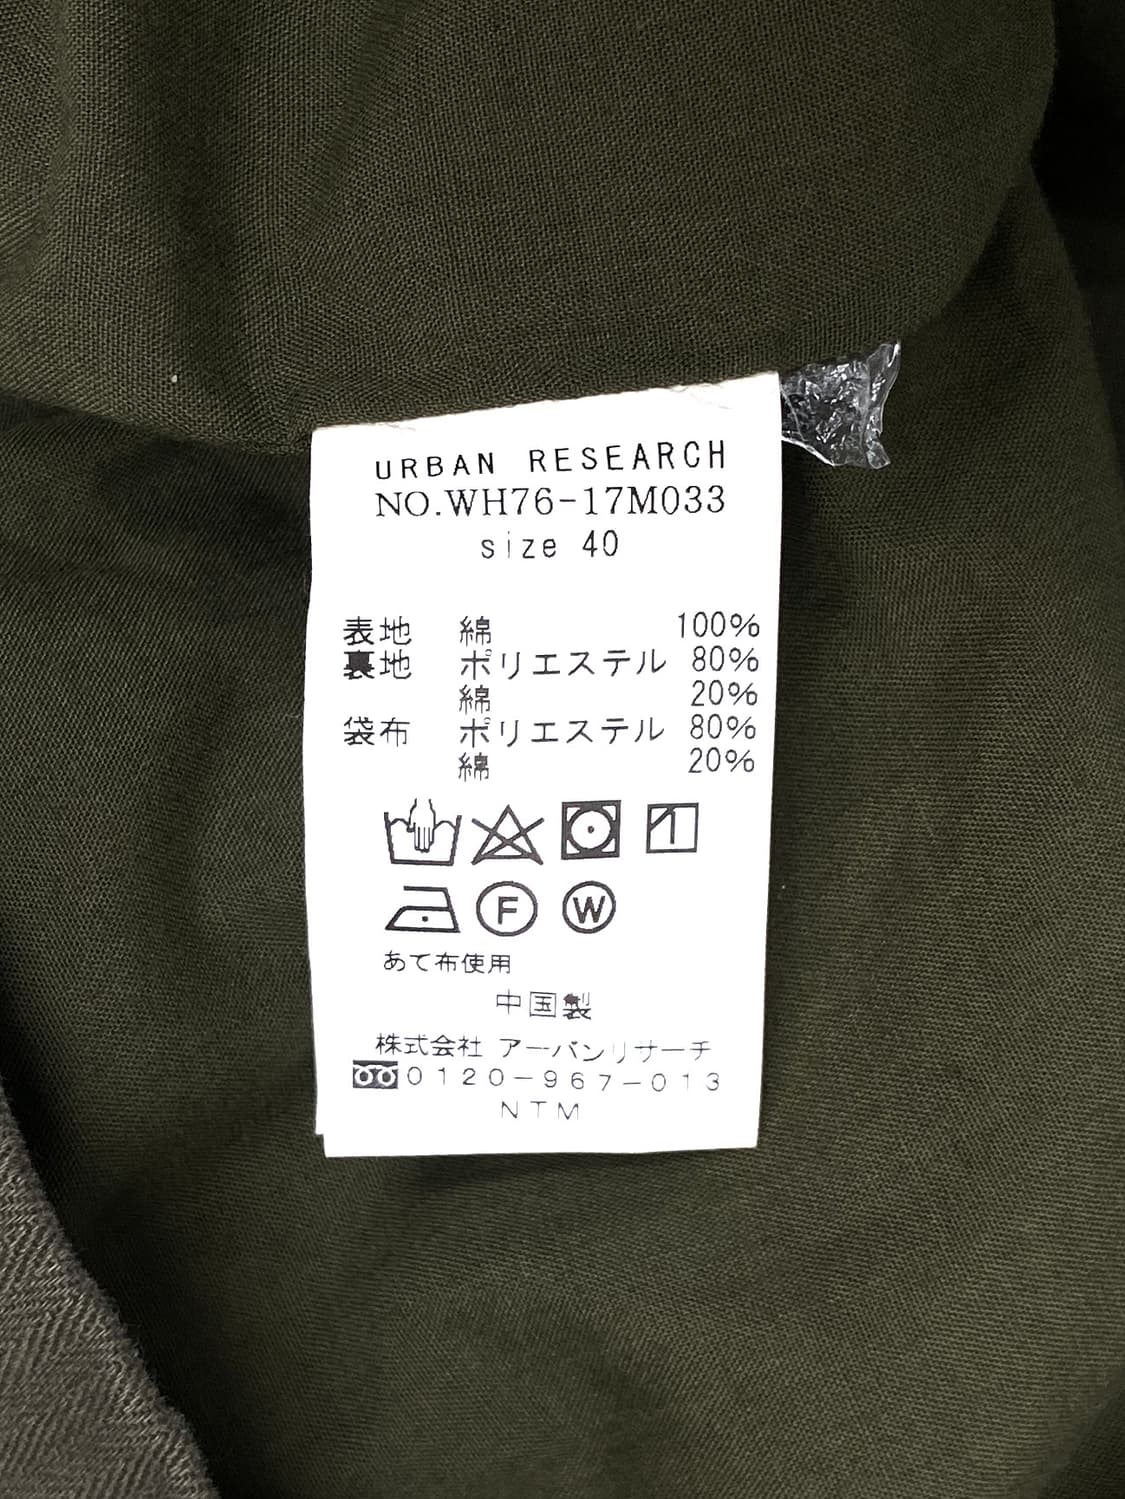 URBAN RESEARCH
NO.WH76-17M033
size 40
表地 綿 100%
裏地 ポリエステル 80%
綿 20%
袋布 ポリエステル 80%
綿 20%
F W
あて布使用
中国製
株式会社 アーバンリサーチ
0120-967-013
NTM